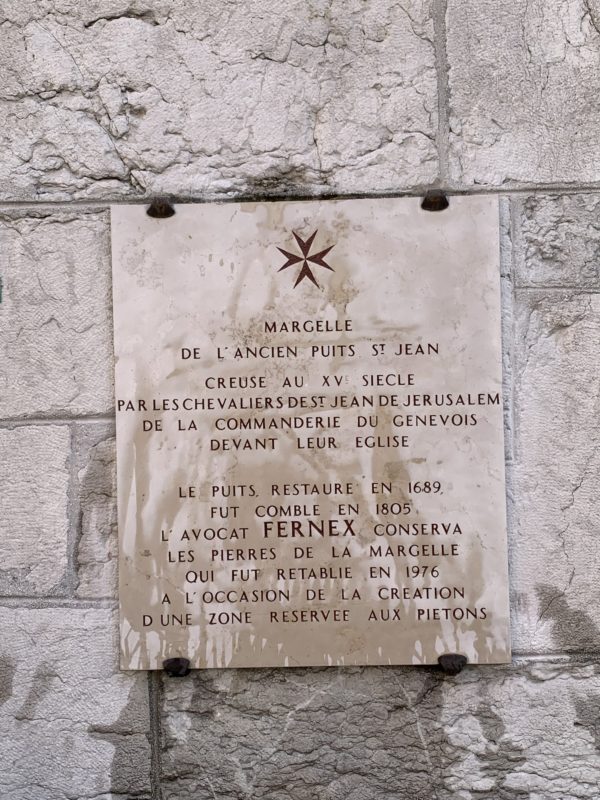 MARGELLE
DE L'ANCIEN PUITS ST JEAN
CREUSE AU XVE SIECLE
PAR LES CHEVALIERS DE ST JEAN DE JERUSALEM
DE LA COMMANDERIE DU GENEVOIS
DEVANT LEUR EGLISE
LE PUITS, RESTAURE EN 1689,
FUT COMBLE EN 1805.
L'AVOCAT FERNEX CONSERVA
LES PIERRES DE LA MARGELLE
QUI FUT RETABLIE EN 1976
A L'OCCASION DE LA CREATION
D'UNE ZONE RESERVEE AUX PIETONS